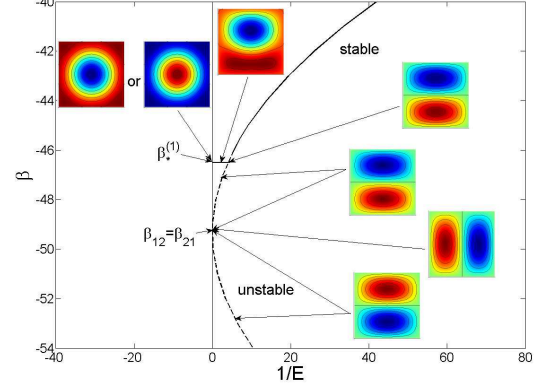 -40
stable
or
-42
-44
β
-46
β*(1)
-48
β12=β21
-50
-52
unstable
-54
-40 -20 0 20 40 60 80
1/E